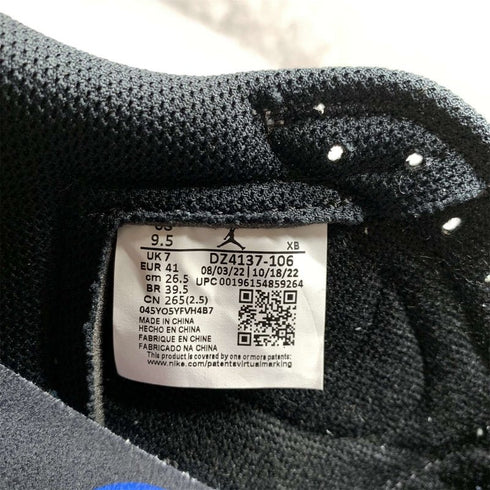 US
9.5
UK 7
EUR 41
cm 26.5
BR 39.5
CN 265(2.5)
XB
DZ4137-106
08/03/22 | 10/18/22
UPC 00196154859264
045YO5YFVH4B7
MADE IN CHINA
HECHO EN CHINA
FABRIQUE EN CHINE
FABRICADO NA CHINA
This product is covered by one or more patents.
www.nike.com/patentsvirtualmarking